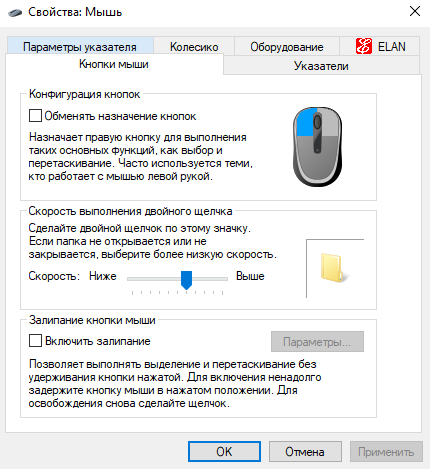 Свойства: Мышь
Параметры указателя
Колесико
Оборудование
ELAN
Кнопки мыши
Указатели
Конфигурация кнопок
Обменять назначение кнопок
Назначает правую кнопку для выполнения
таких основных функций, как выбор и
перетаскивание. Часто используется теми,
кто работает с мышью левой рукой.
Скорость выполнения двойного щелчка
Сделайте двойной щелчок по этому значку.
Если папка не открывается или не
закрывается, выберите более низкую скорость.
Скорость: Ниже Выше
Залипание кнопки мыши
Включить залипание
Параметры...
Позволяет выполнять выделение и перетаскивание без
удерживания кнопки нажатой. Для включения ненадолго
задержите кнопку мыши в нажатом положении. Для
освобождения снова сделайте щелчок.
OK
Отмена
Применить